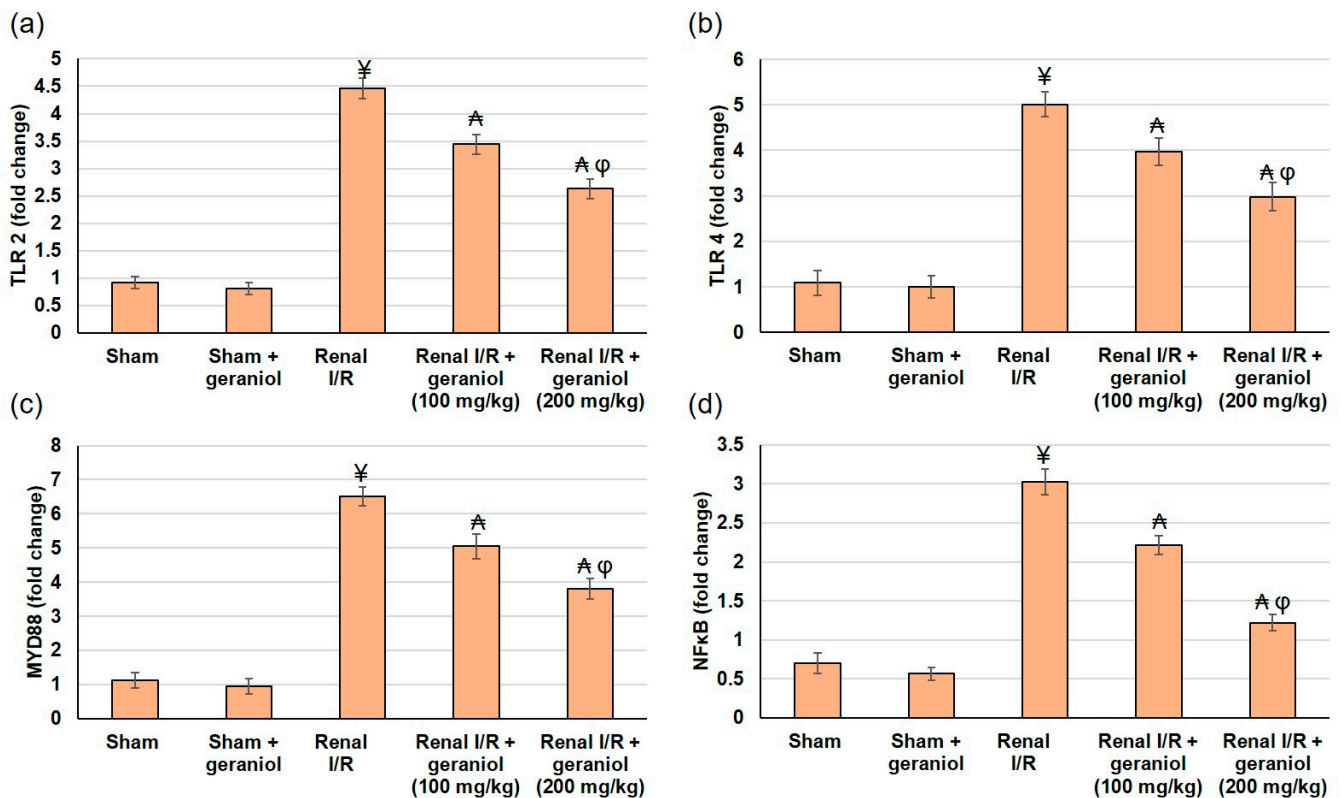 (a)
TLR 2 (fold change)
5
4.5
4
3.5
3
2.5
2
1.5
1
0.5
0
¥
₳
₳ φ
Sham
Sham +
geraniol
Renal
I/R
Renal I/R +
geraniol
(100 mg/kg)
Renal I/R +
geraniol
(200 mg/kg)
(b)
TLR 4 (fold change)
6
5
4
3
2
1
0
¥
₳
₳ φ
Sham
Sham +
geraniol
Renal
I/R
Renal I/R +
geraniol
(100 mg/kg)
Renal I/R +
geraniol
(200 mg/kg)
(c)
MYD88 (fold change)
8
7
6
5
4
3
2
1
0
¥
₳
₳ φ
Sham
Sham +
geraniol
Renal
I/R
Renal I/R +
geraniol
(100 mg/kg)
Renal I/R +
geraniol
(200 mg/kg)
(d)
NFκB (fold change)
3.5
3
2.5
2
1.5
1
0.5
0
¥
₳
₳ φ
Sham
Sham +
geraniol
Renal
I/R
Renal I/R +
geraniol
(100 mg/kg)
Renal I/R +
geraniol
(200 mg/kg)